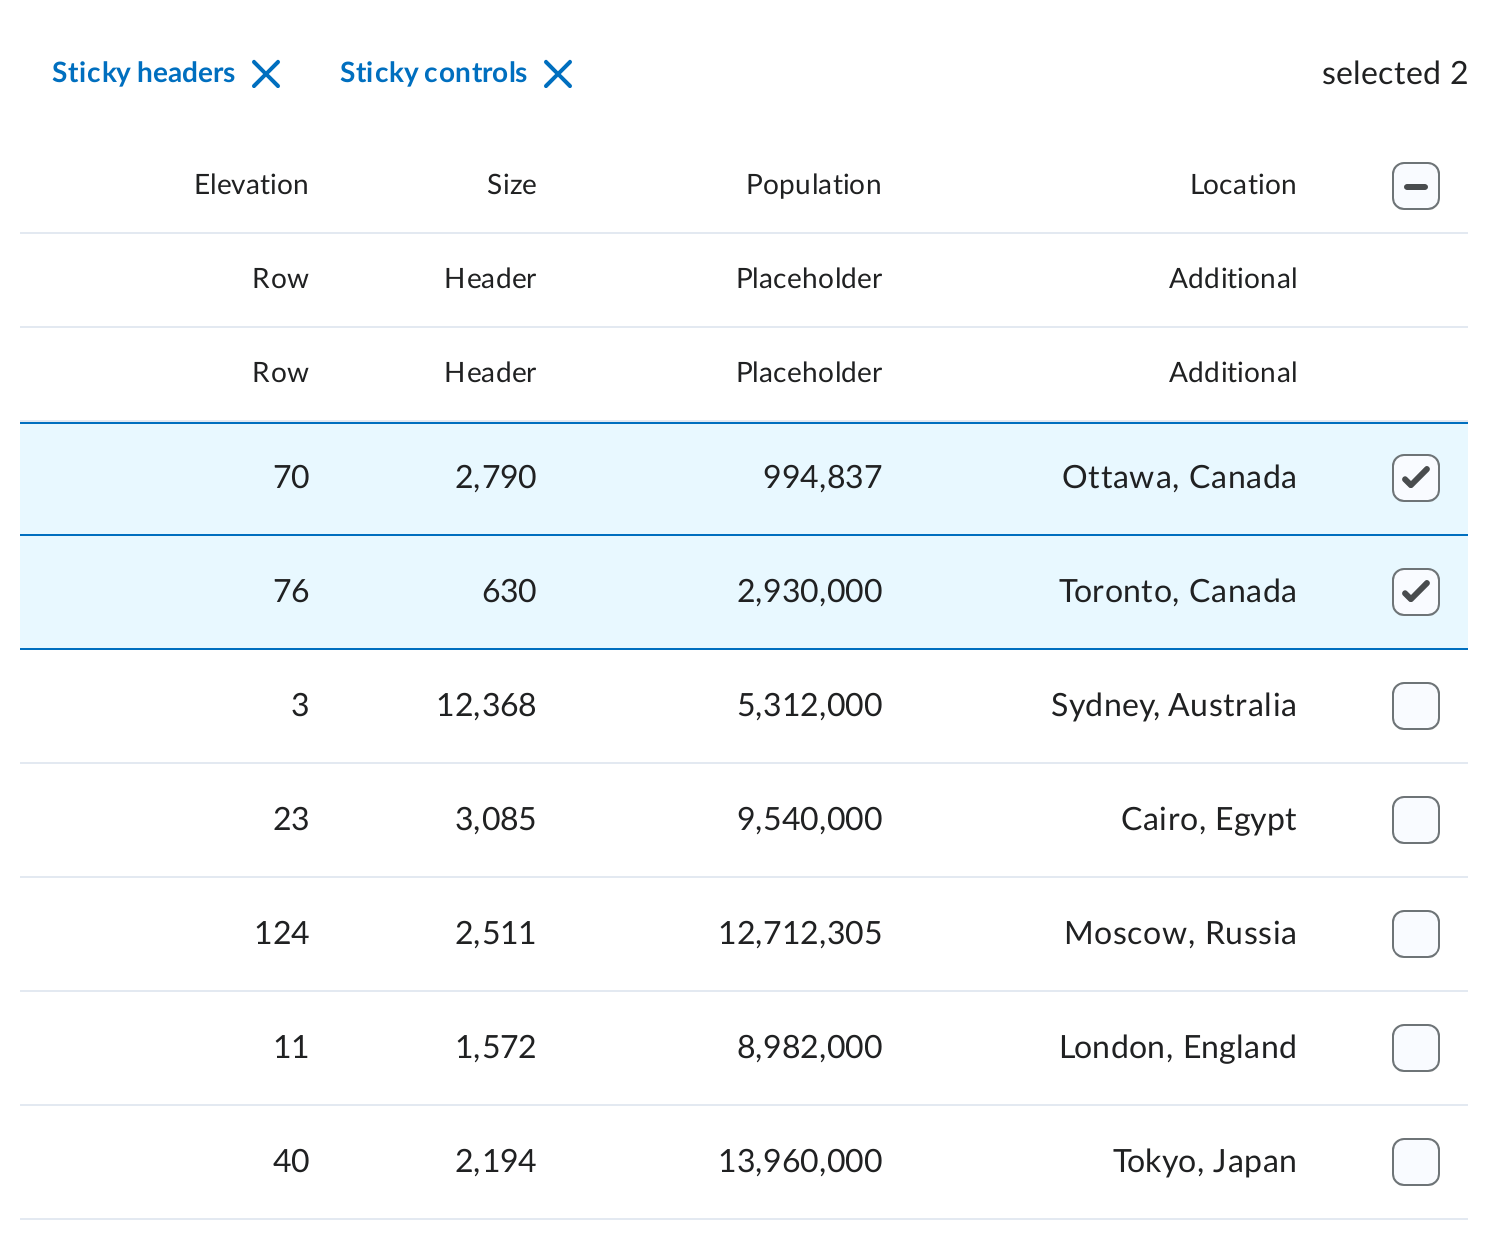 Sticky headers Sticky controls selected 2
Elevation Size Population Location
Row Header Placeholder Additional
Row Header Placeholder Additional
70 2,790 994,837 Ottawa, Canada
76 630 2,930,000 Toronto, Canada
3 12,368 5,312,000 Sydney, Australia
23 3,085 9,540,000 Cairo, Egypt
124 2,511 12,712,305 Moscow, Russia
11 1,572 8,982,000 London, England
40 2,194 13,960,000 Tokyo, Japan